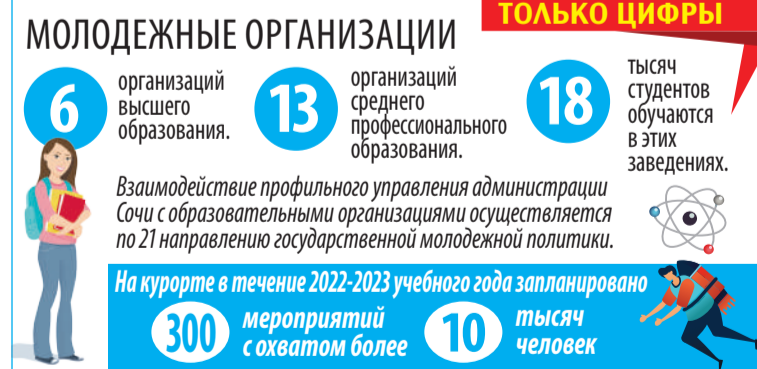 ТОЛЬКО ЦИФРЫ
МОЛОДЕЖНЫЕ ОРГАНИЗАЦИИ
6
организаций
высшего
образования.
13
организаций
среднего
профессионального
образования.
18
тысяч
студентов
обучаются
в этих
заведениях.
Взаимодействие профильного управления администрации
Сочи с образовательными организациями осуществляется
по 21 направлению государственной молодежной политики.
На курорте в течение 2022-2023 учебного года запланировано
300
мероприятий
с охватом более
10
тысяч
человек